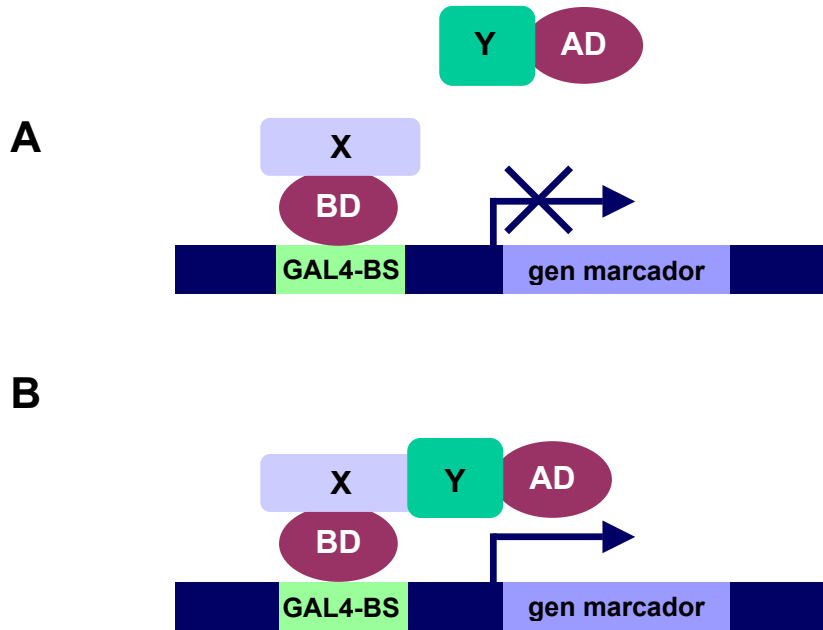 Y AD
A
X
BD
GAL4-BS gen marcador
B
X Y AD
BD
GAL4-BS gen marcador